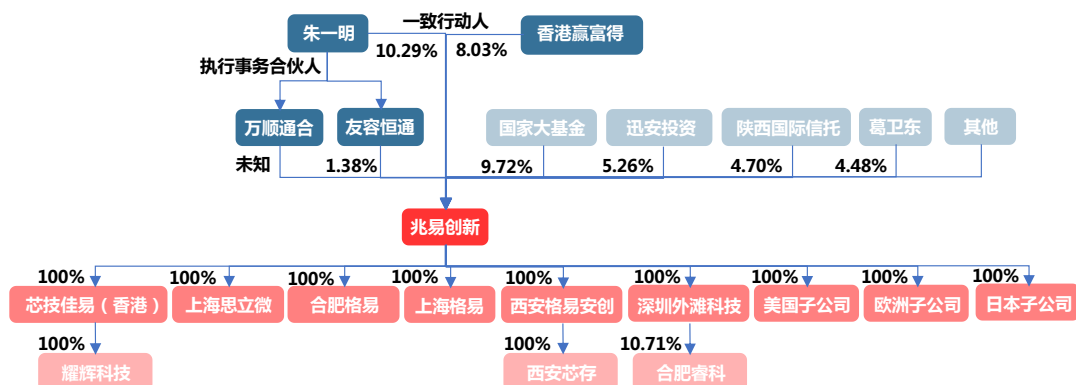 一致行动人
朱一明
香港赢富得
10.29%
8.03%
执行事务合伙人
万顺通合
友容恒通
国家大基金
迅安投资
陕西国际信托
葛卫东
其他
未知
1.38%
9.72%
5.26%
4.70%
4.48%
兆易创新
100%
100%
100%
100%
100%
100%
100%
100%
100%
芯技佳易（香港）
上海思立微
合肥格易
上海格易
西安格易安创
深圳外滩科技
美国子公司
欧洲子公司
日本子公司
100%
100%
10.71%
耀辉科技
西安芯存
合肥睿科